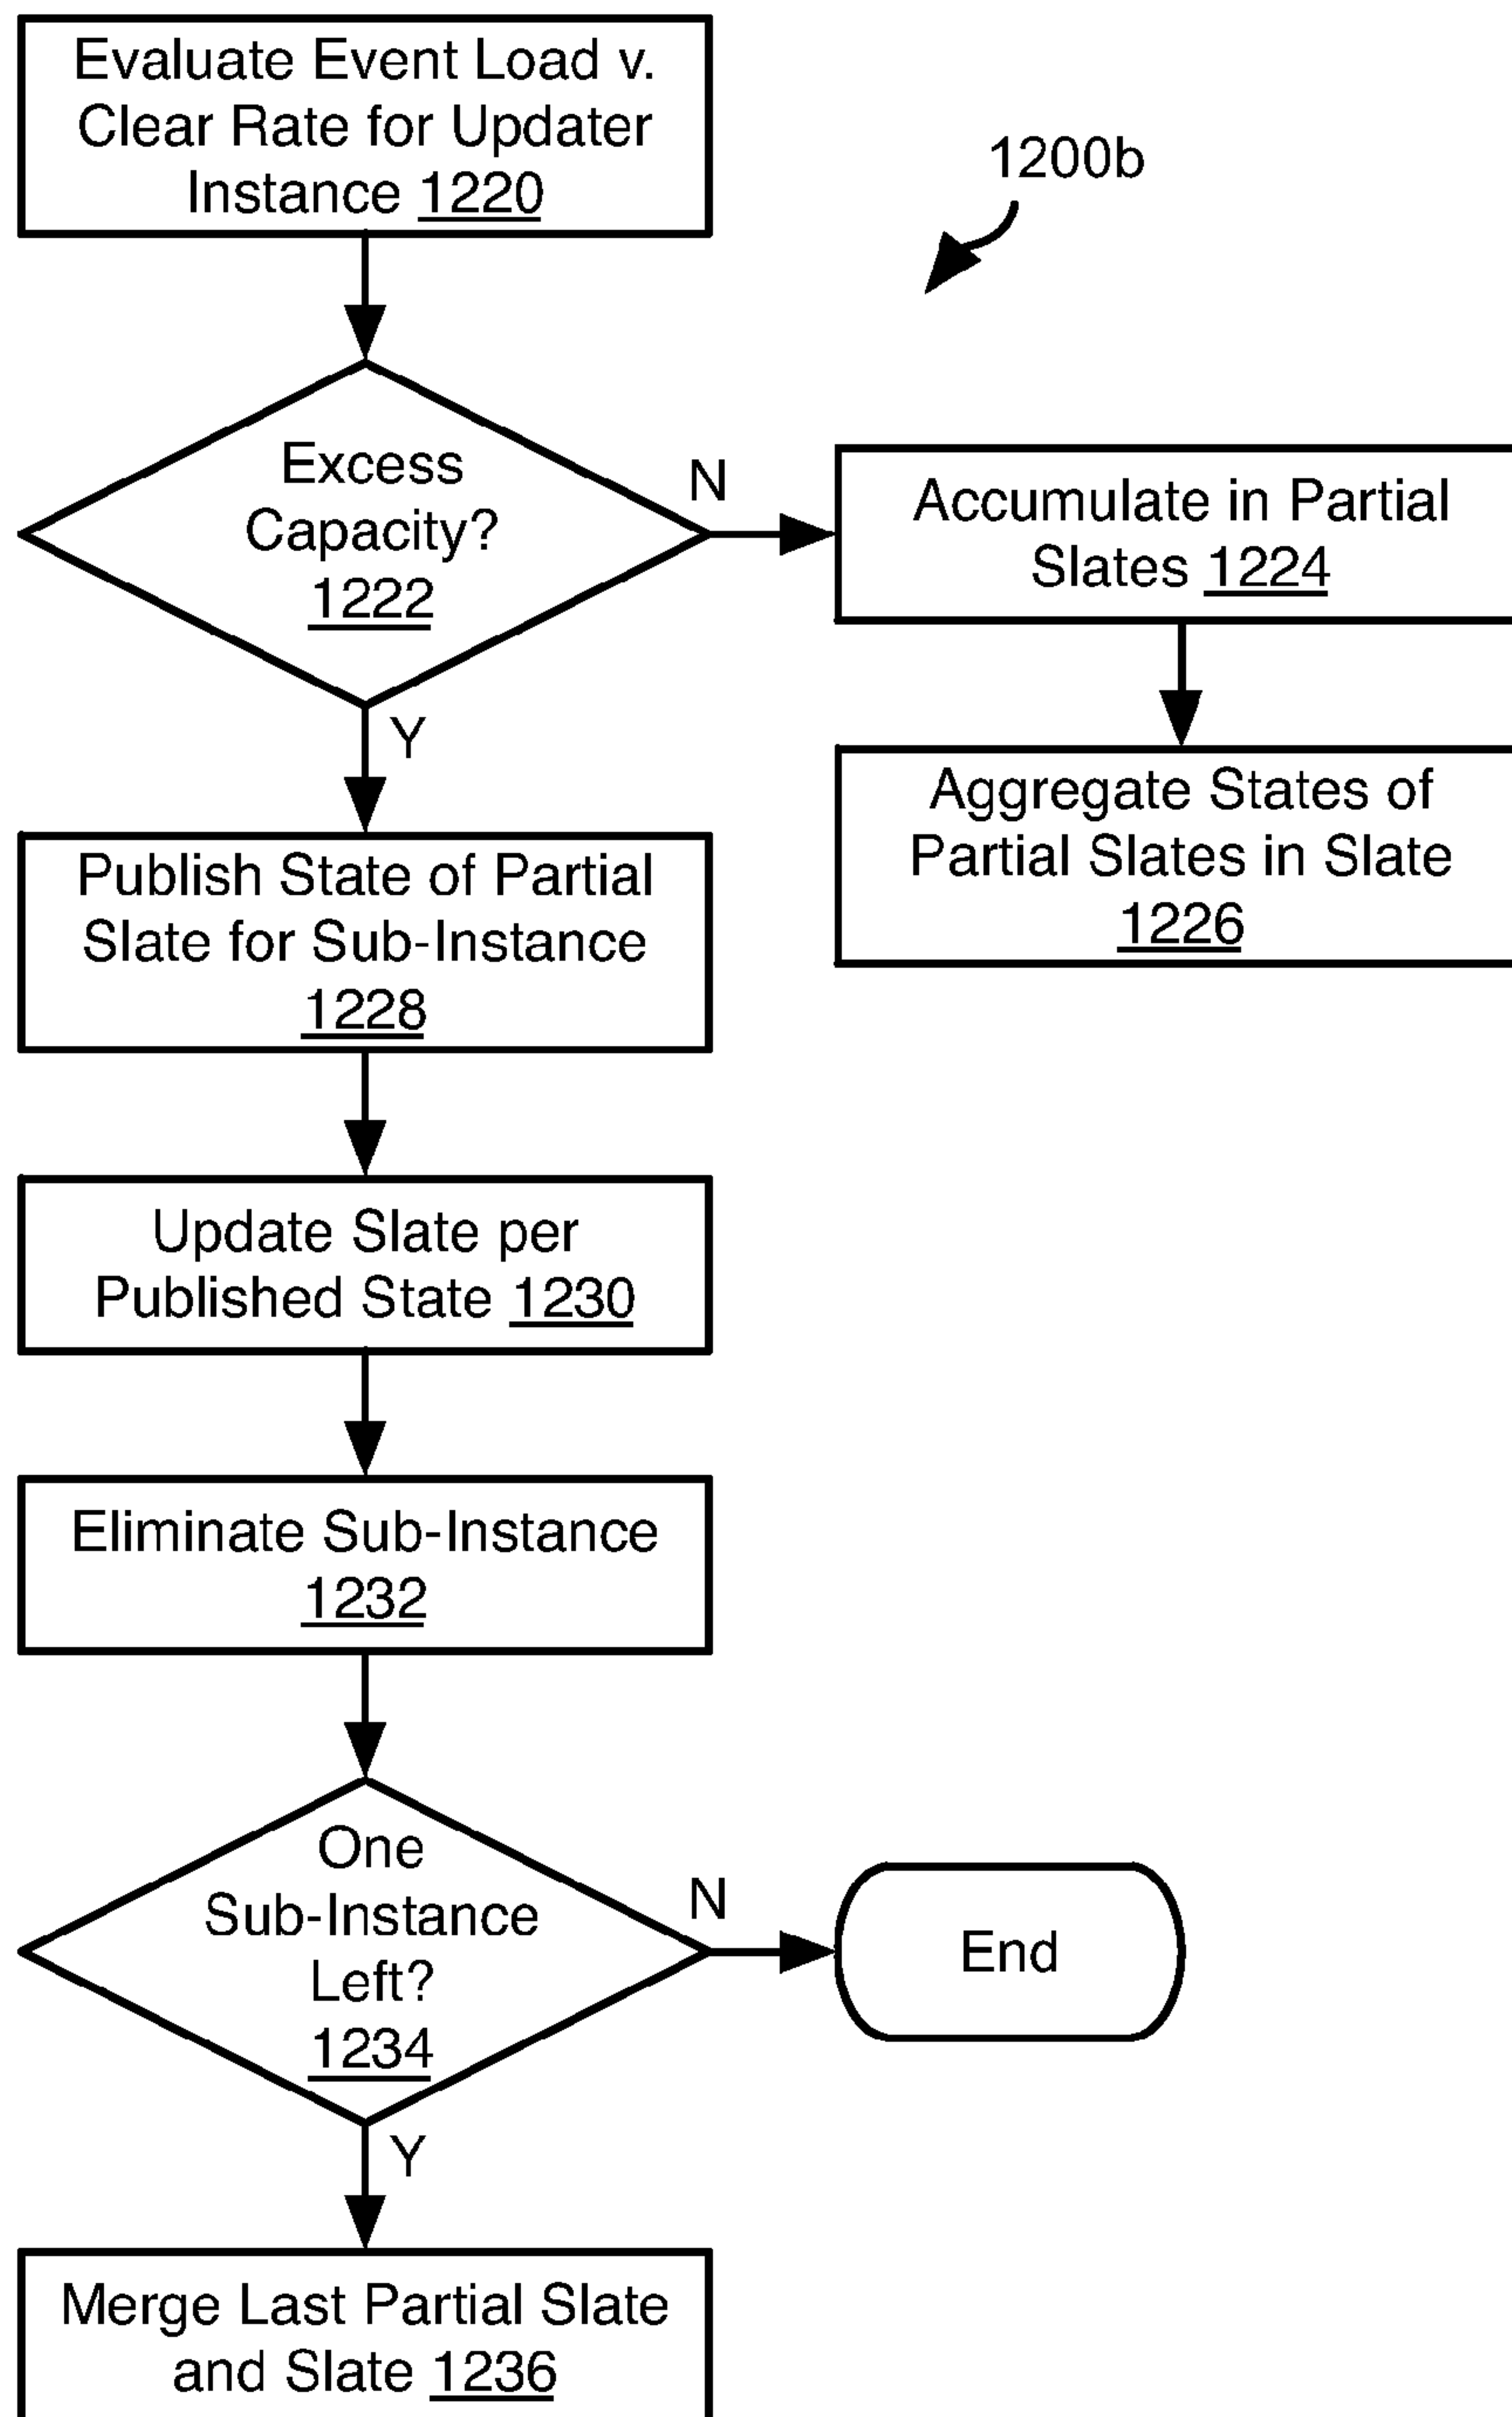 Evaluate Event Load v.
Clear Rate for Updater
Instance 1220
1200b
Excess
Capacity?
1222
N
Accumulate in Partial
Slates 1224
Y
Aggregate States of
Partial Slates in Slate
1226
Publish State of Partial
Slate for Sub-Instance
1228
Update Slate per
Published State 1230
Eliminate Sub-Instance
1232
One
Sub-Instance
Left?
1234
N
End
Y
Merge Last Partial Slate
and Slate 1236